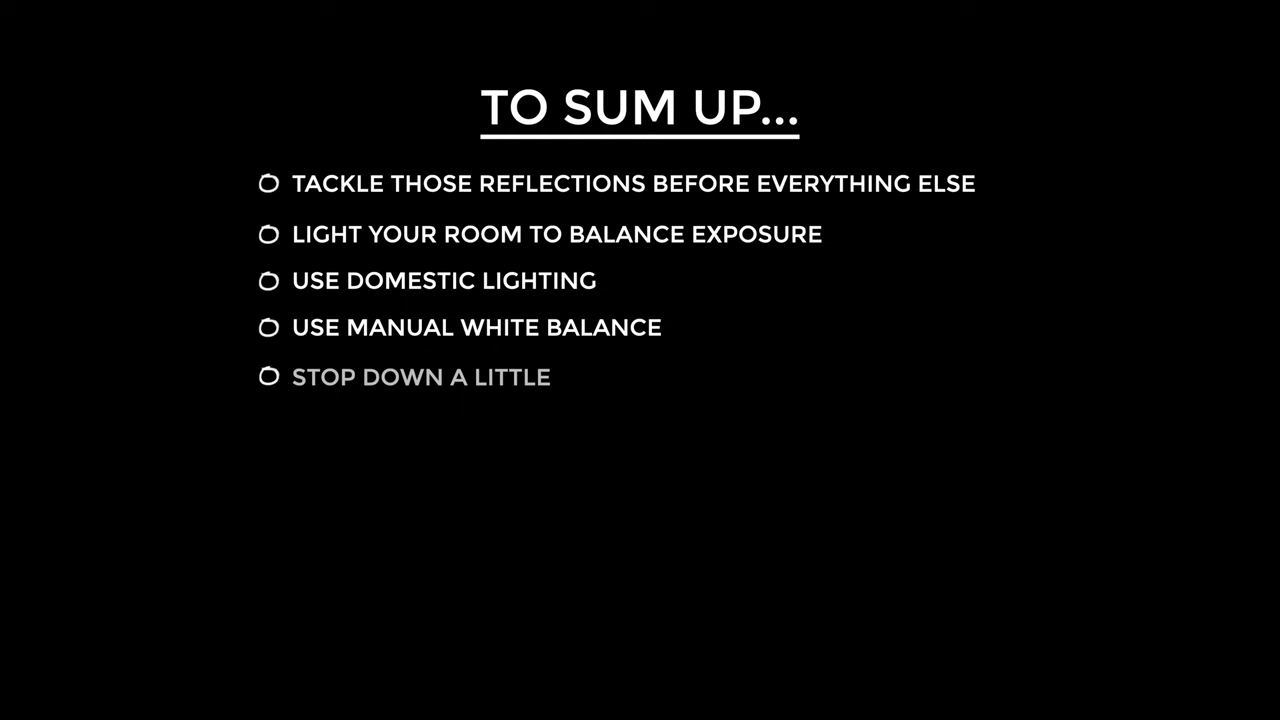 TO SUM UP...
TACKLE THOSE REFLECTIONS BEFORE EVERYTHING ELSE
LIGHT YOUR ROOM TO BALANCE EXPOSURE
USE DOMESTIC LIGHTING
USE MANUAL WHITE BALANCE
STOP DOWN A LITTLE